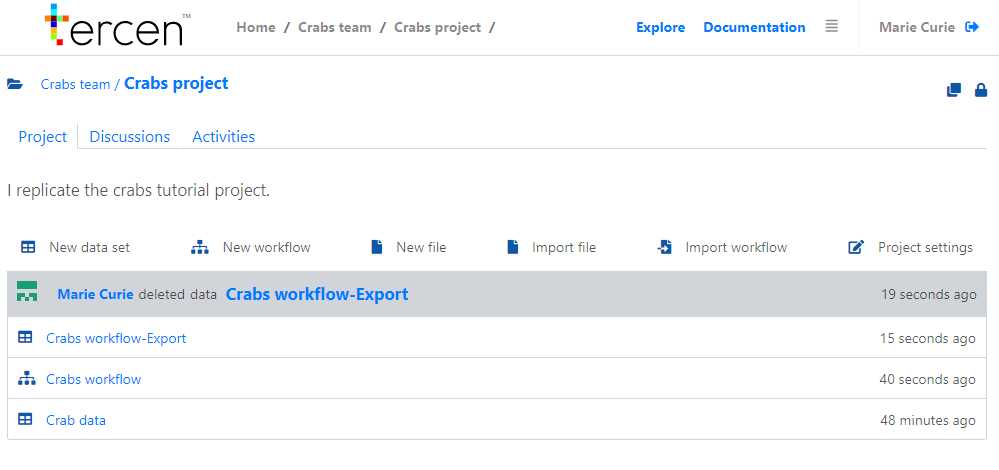 tercen™ Home / Crabs team / Crabs project / Explore Documentation Marie Curie
Crabs team / Crabs project
Project Discussions Activities
I replicate the crabs tutorial project.
New data set New workflow New file Import file Import workflow Project settings
Marie Curie deleted data Crabs workflow-Export 19 seconds ago
Crabs workflow-Export 15 seconds ago
Crabs workflow 40 seconds ago
Crab data 48 minutes ago